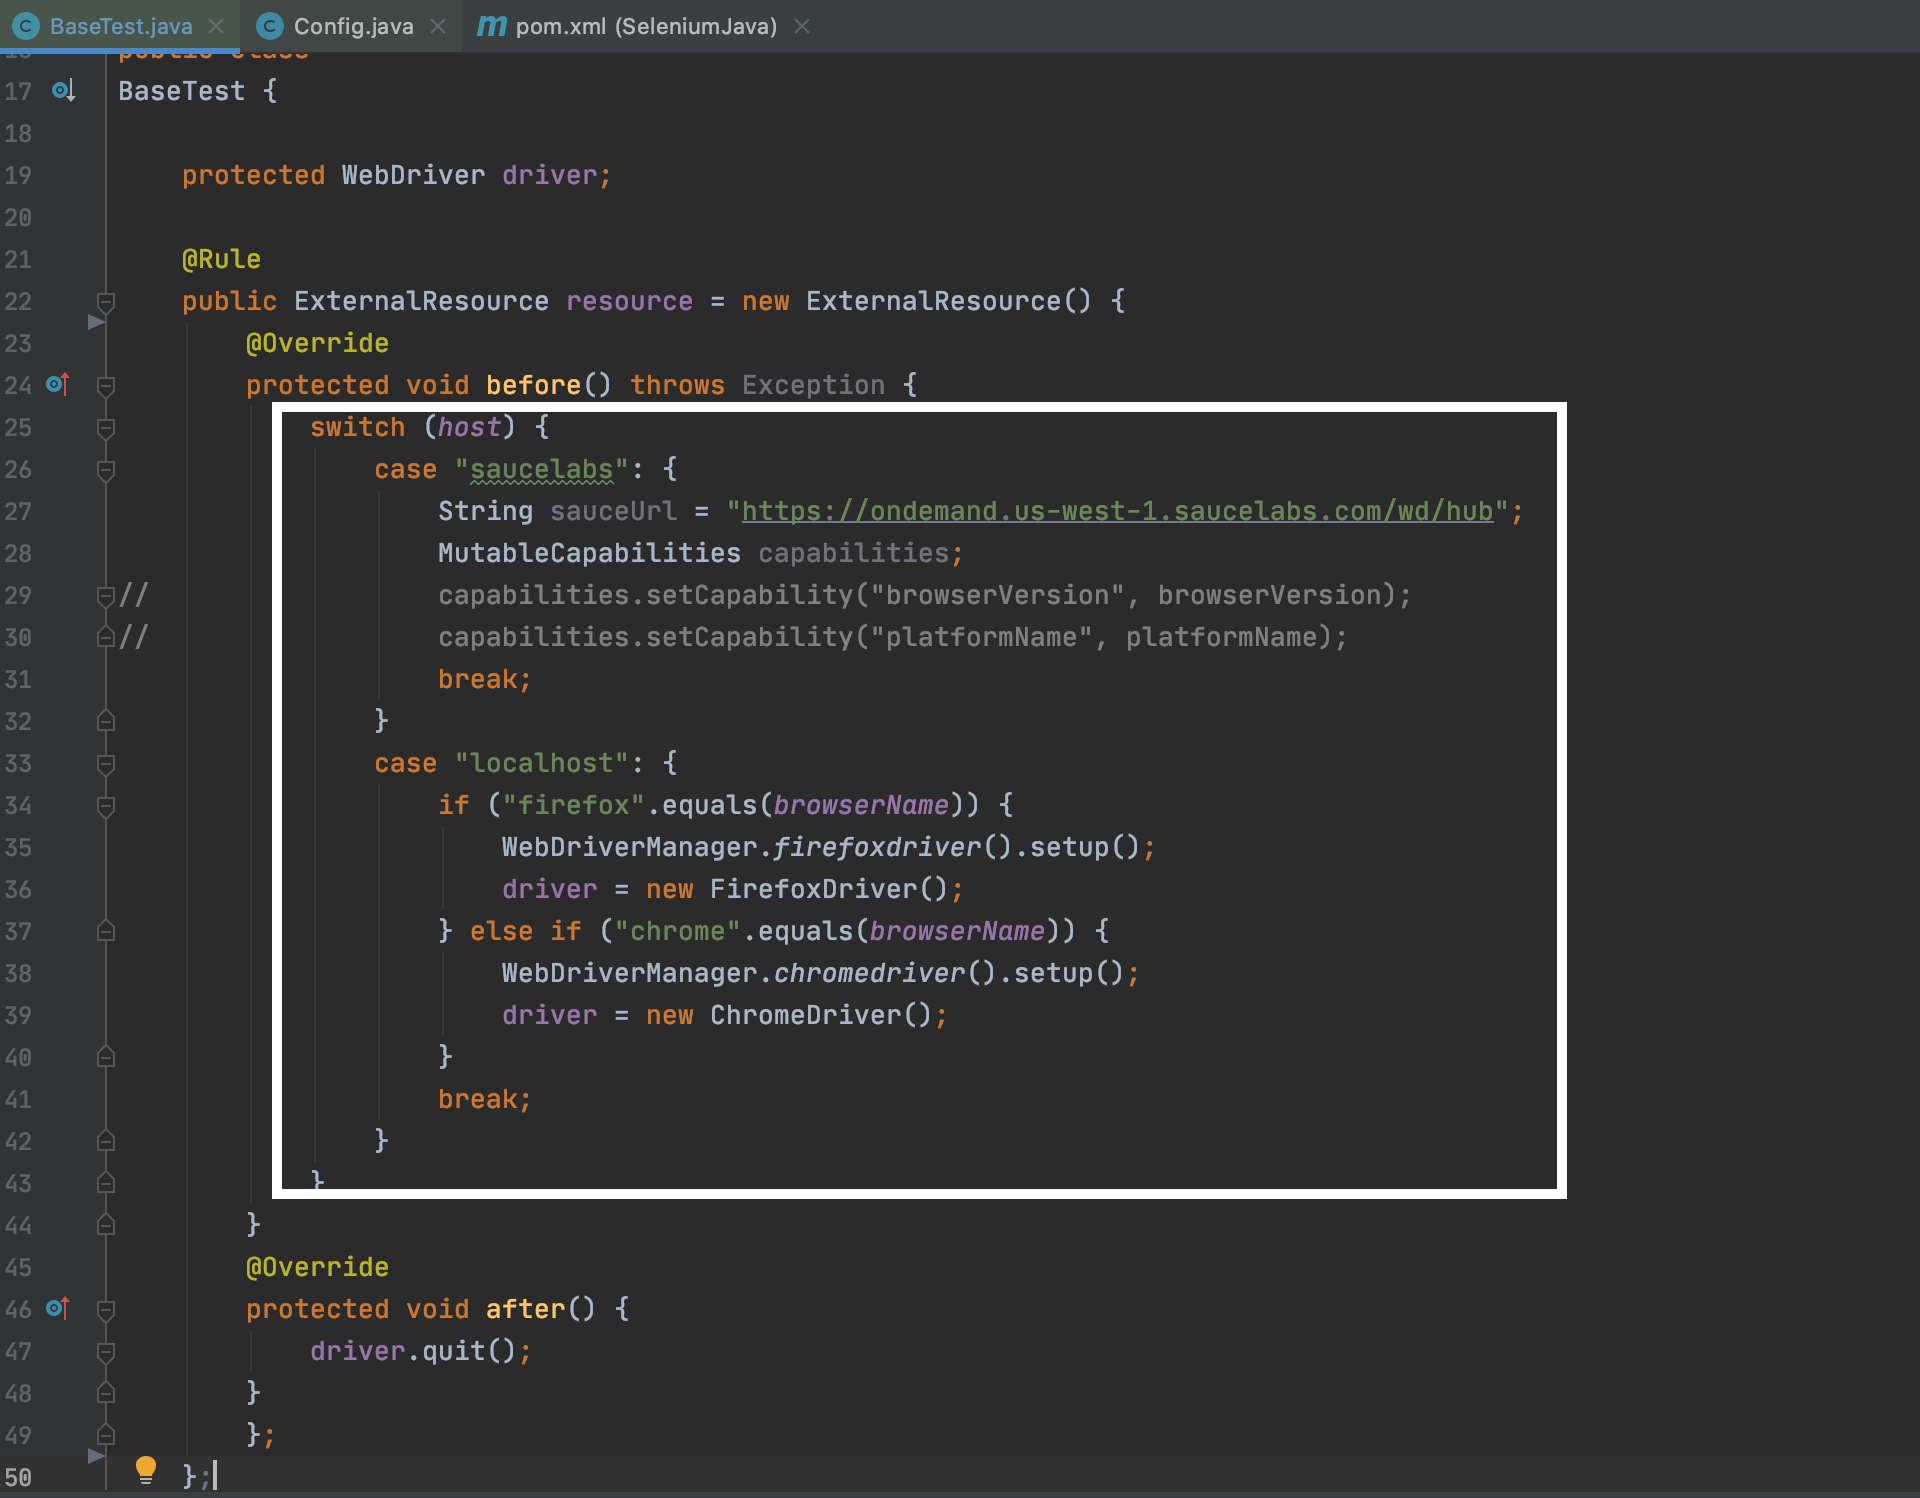 BaseTest.java Config.java pom.xml (SeleniumJava)
16 public class
17 BaseTest {
18
19 protected WebDriver driver;
20
21 @Rule
22 public ExternalResource resource = new ExternalResource() {
23 @Override
24 protected void before() throws Exception {
25 switch (host) {
26 case "saucelabs": {
27 String sauceUrl = "https://ondemand.us-west-1.saucelabs.com/wd/hub";
28 MutableCapabilities capabilities;
29 // capabilities.setCapability("browserVersion", browserVersion);
30 // capabilities.setCapability("platformName", platformName);
31 break;
32 }
33 case "localhost": {
34 if ("firefox".equals(browserName)) {
35 WebDriverManager.firefoxdriver().setup();
36 driver = new FirefoxDriver();
37 } else if ("chrome".equals(browserName)) {
38 WebDriverManager.chromedriver().setup();
39 driver = new ChromeDriver();
40 }
41 break;
42 }
43 }
44 }
45 @Override
46 protected void after() {
47 driver.quit();
48 }
49 };
50 };